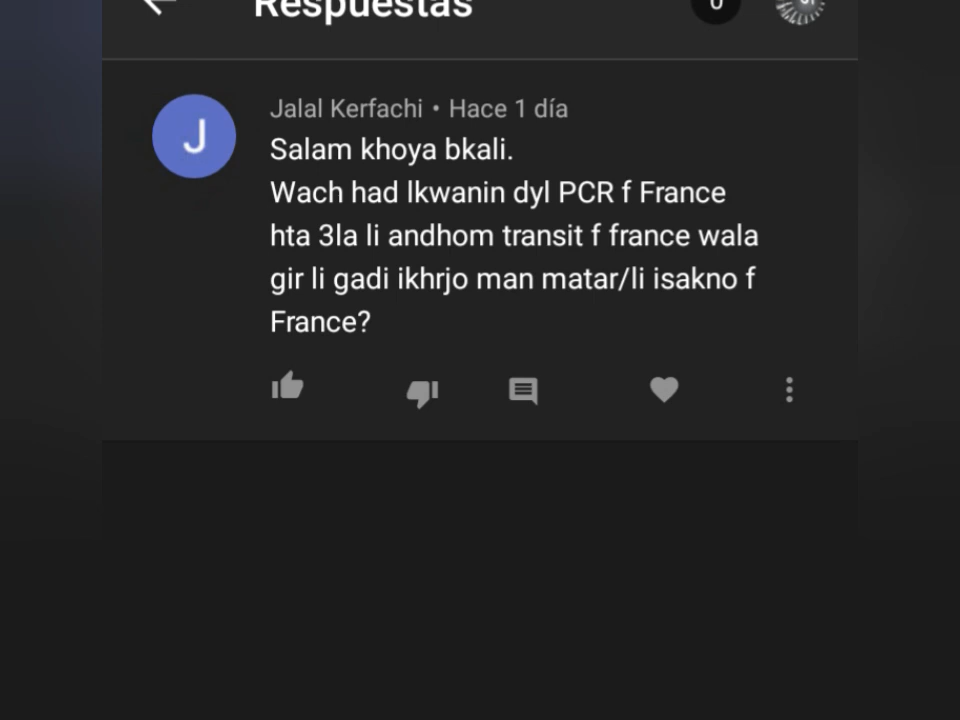 Respuestas
0
Jalal Kerfachi • Hace 1 día
J
Salam khoya bkali.
Wach had lkwanin dyl PCR f France
hta 3la li andhom transit f france wala
gir li gadi ikhrjo man matar/li isakno f
France?